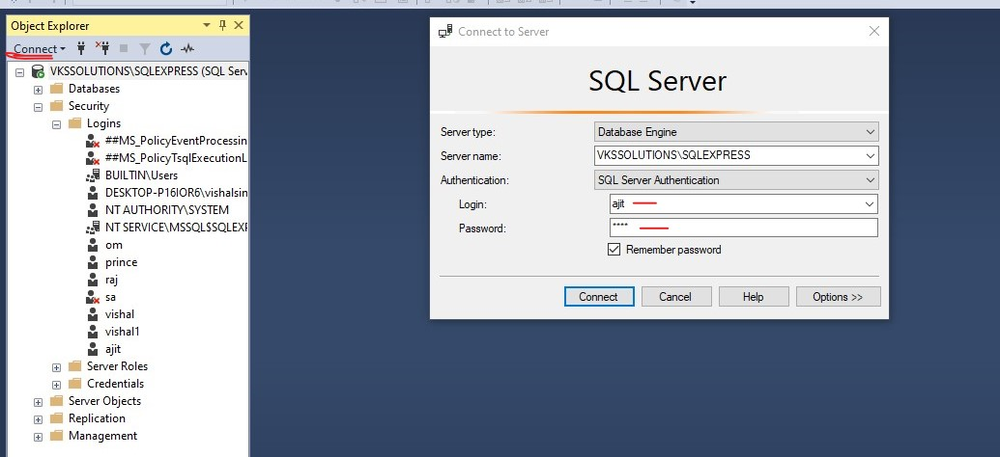 Object Explorer
Connect
VKSSOLUTIONS\SQLEXPRESS (SQL Ser
Databases
Security
Logins
##MS_PolicyEventProcessin
##MS_PolicyTsqlExecutionL
BUILTIN\Users
DESKTOP-P16IOR6\vishalsin
NT AUTHORITY\SYSTEM
NT SERVICE\MSSQL$SQLEXP
om
prince
raj
sa
vishal
vishal1
ajit
Server Roles
Credentials
Server Objects
Replication
Management
Connect to Server
SQL Server
Server type: Database Engine
Server name: VKSSOLUTIONS\SQLEXPRESS
Authentication: SQL Server Authentication
Login: ajit
Password: ****
Remember password
Connect Cancel Help Options >>